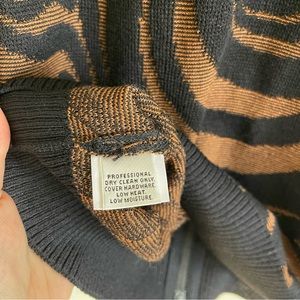 PROFESSIONAL
DRY CLEAN ONLY.
COVER HARDWARE.
LOW HEAT.
LOW MOISTURE.